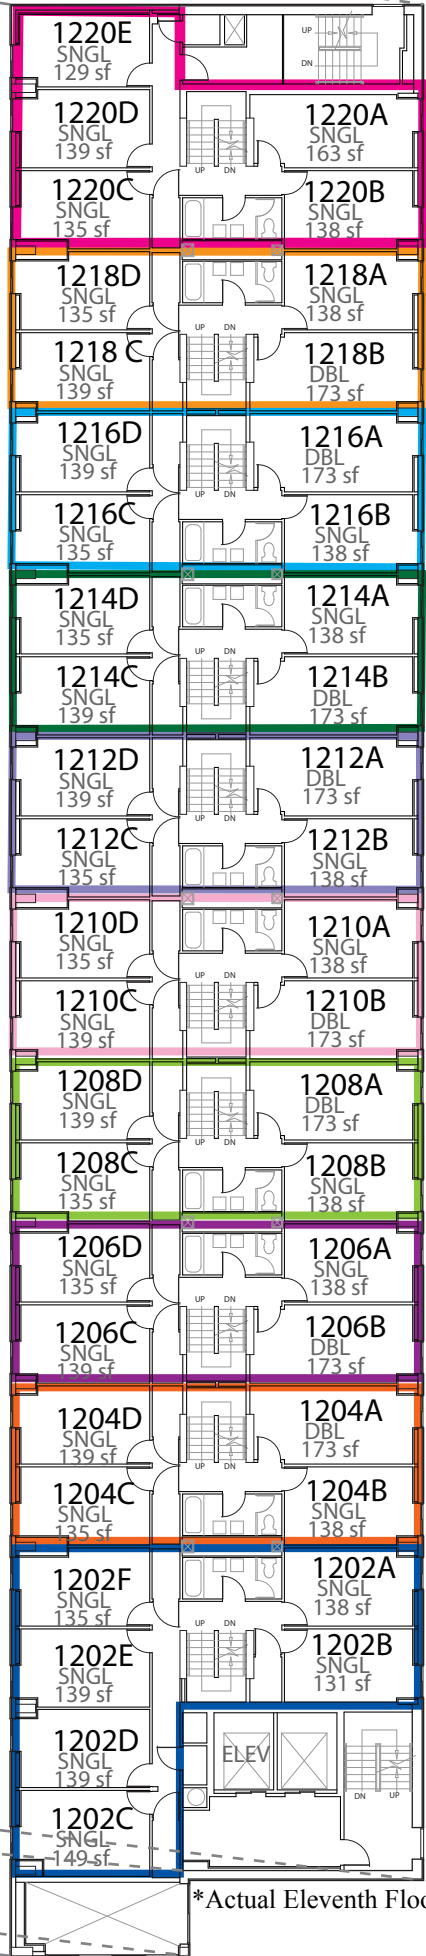 1220E
SNGL
129 sf
UP
DN
1220D
SNGL
139 sf
1220A
SNGL
163 sf
UP DN
1220C
SNGL
135 sf
1220B
SNGL
138 sf
1218D
SNGL
135 sf
1218A
SNGL
138 sf
UP DN
1218 C
SNGL
139 sf
1218B
DBL
173 sf
1216D
SNGL
139 sf
1216A
DBL
173 sf
UP DN
1216C
SNGL
135 sf
1216B
SNGL
138 sf
1214D
SNGL
135 sf
1214A
SNGL
138 sf
UP DN
1214C
SNGL
139 sf
1214B
DBL
173 sf
1212D
SNGL
139 sf
1212A
DBL
173 sf
UP DN
1212C
SNGL
135 sf
1212B
SNGL
138 sf
1210D
SNGL
135 sf
1210A
SNGL
138 sf
UP DN
1210C
SNGL
139 sf
1210B
DBL
173 sf
1208D
SNGL
139 sf
1208A
DBL
173 sf
UP DN
1208C
SNGL
135 sf
1208B
SNGL
138 sf
1206D
SNGL
135 sf
1206A
SNGL
138 sf
UP DN
1206C
SNGL
139 sf
1206B
DBL
173 sf
1204D
SNGL
139 sf
1204A
DBL
173 sf
UP DN
1204C
SNGL
135 sf
1204B
SNGL
138 sf
1202F
SNGL
135 sf
1202A
SNGL
138 sf
UP DN
1202E
SNGL
139 sf
1202B
SNGL
131 sf
1202D
SNGL
139 sf
ELEV
DN UP
1202C
SNGL
149 sf
*Actual Eleventh Floo